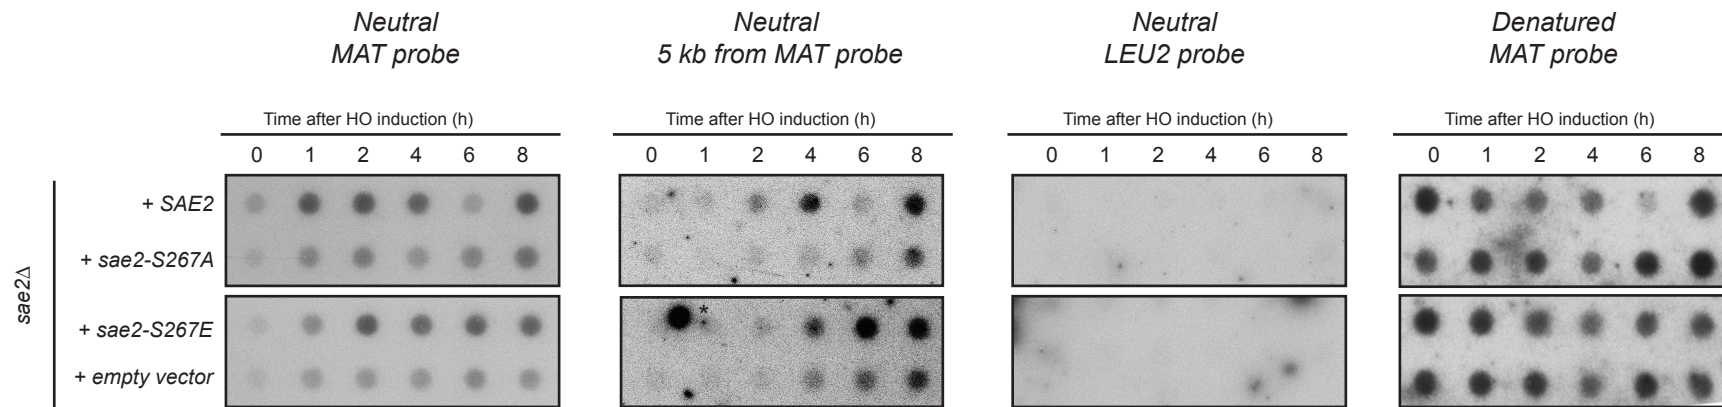 Neutral
MAT probe
Neutral
5 kb from MAT probe
Neutral
LEU2 probe
Denatured
MAT probe
Time after HO induction (h)
Time after HO induction (h)
Time after HO induction (h)
Time after HO induction (h)
0 1 2 4 6 8
0 1 2 4 6 8
0 1 2 4 6 8
0 1 2 4 6 8
sae2Δ
+ SAE2
+ sae2-S267A
+ sae2-S267E
+ empty vector
*